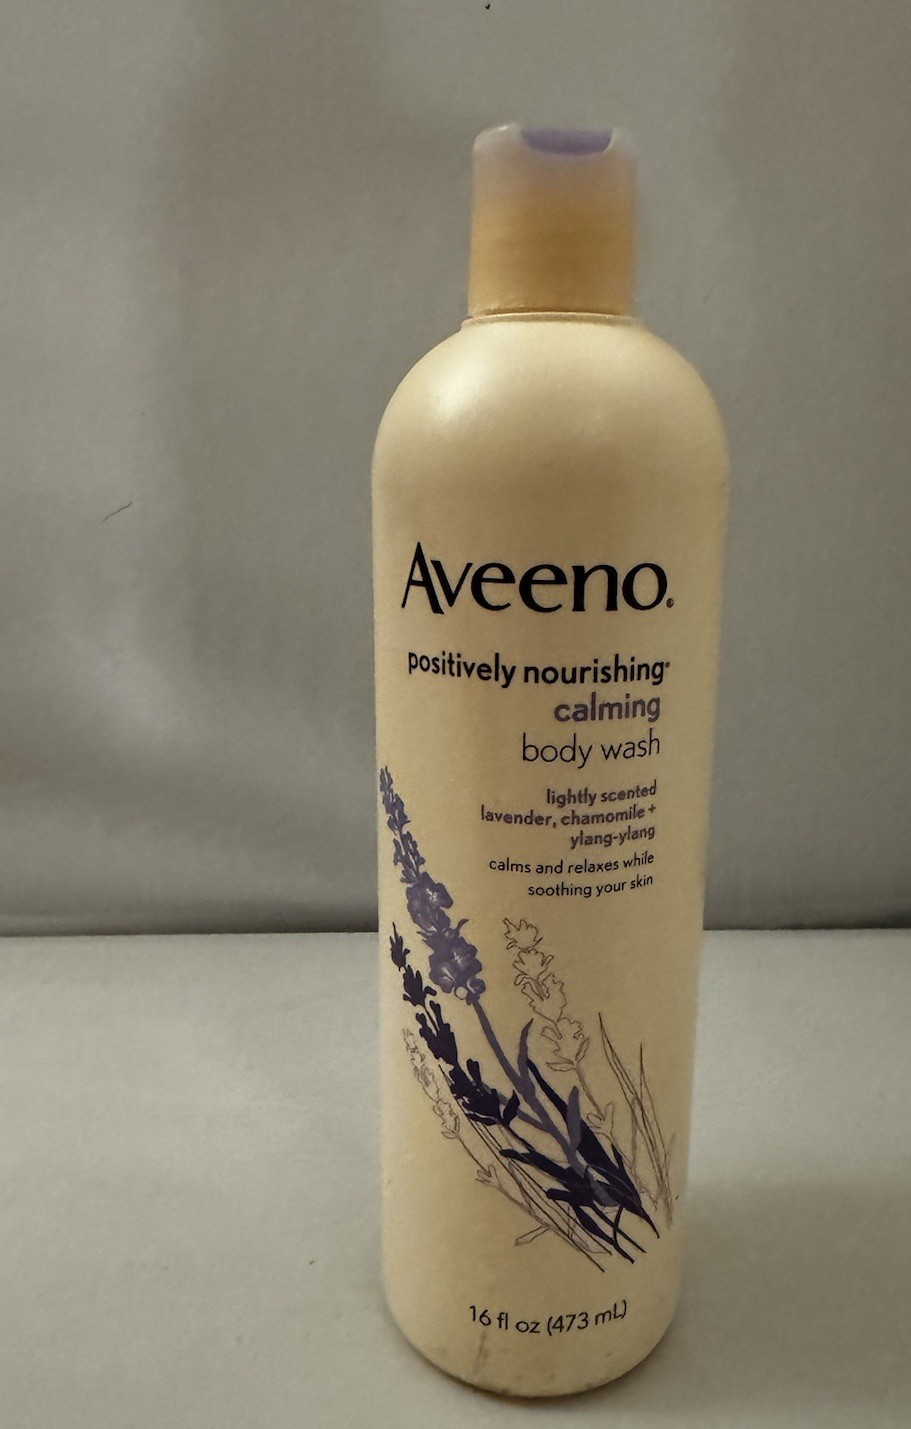 Aveeno®
positively nourishing®
calming
body wash
lightly scented
lavender, chamomile +
ylang-ylang
calms and relaxes while
soothing your skin
16 fl oz (473 mL)